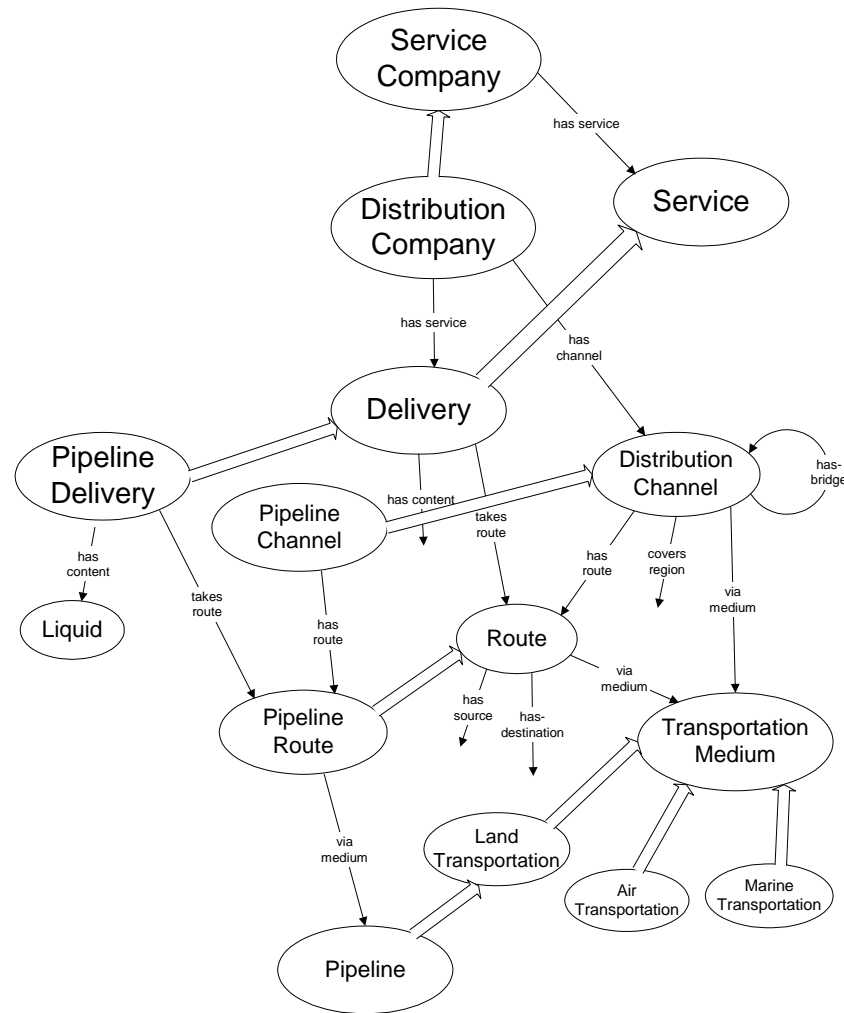 Service
Company
has service
Service
Distribution
Company
has service
has
channel
Delivery
Pipeline
Delivery
Distribution
Channel
has-
bridge
has content
Pipeline
Channel
takes
route
has
content
has
route
covers
region
takes
route
via
medium
has
route
Liquid
Route
via
medium
Pipeline
Route
has
source
has-
destination
Transportation
Medium
via
medium
Land
Transportation
Air
Transportation
Marine
Transportation
Pipeline